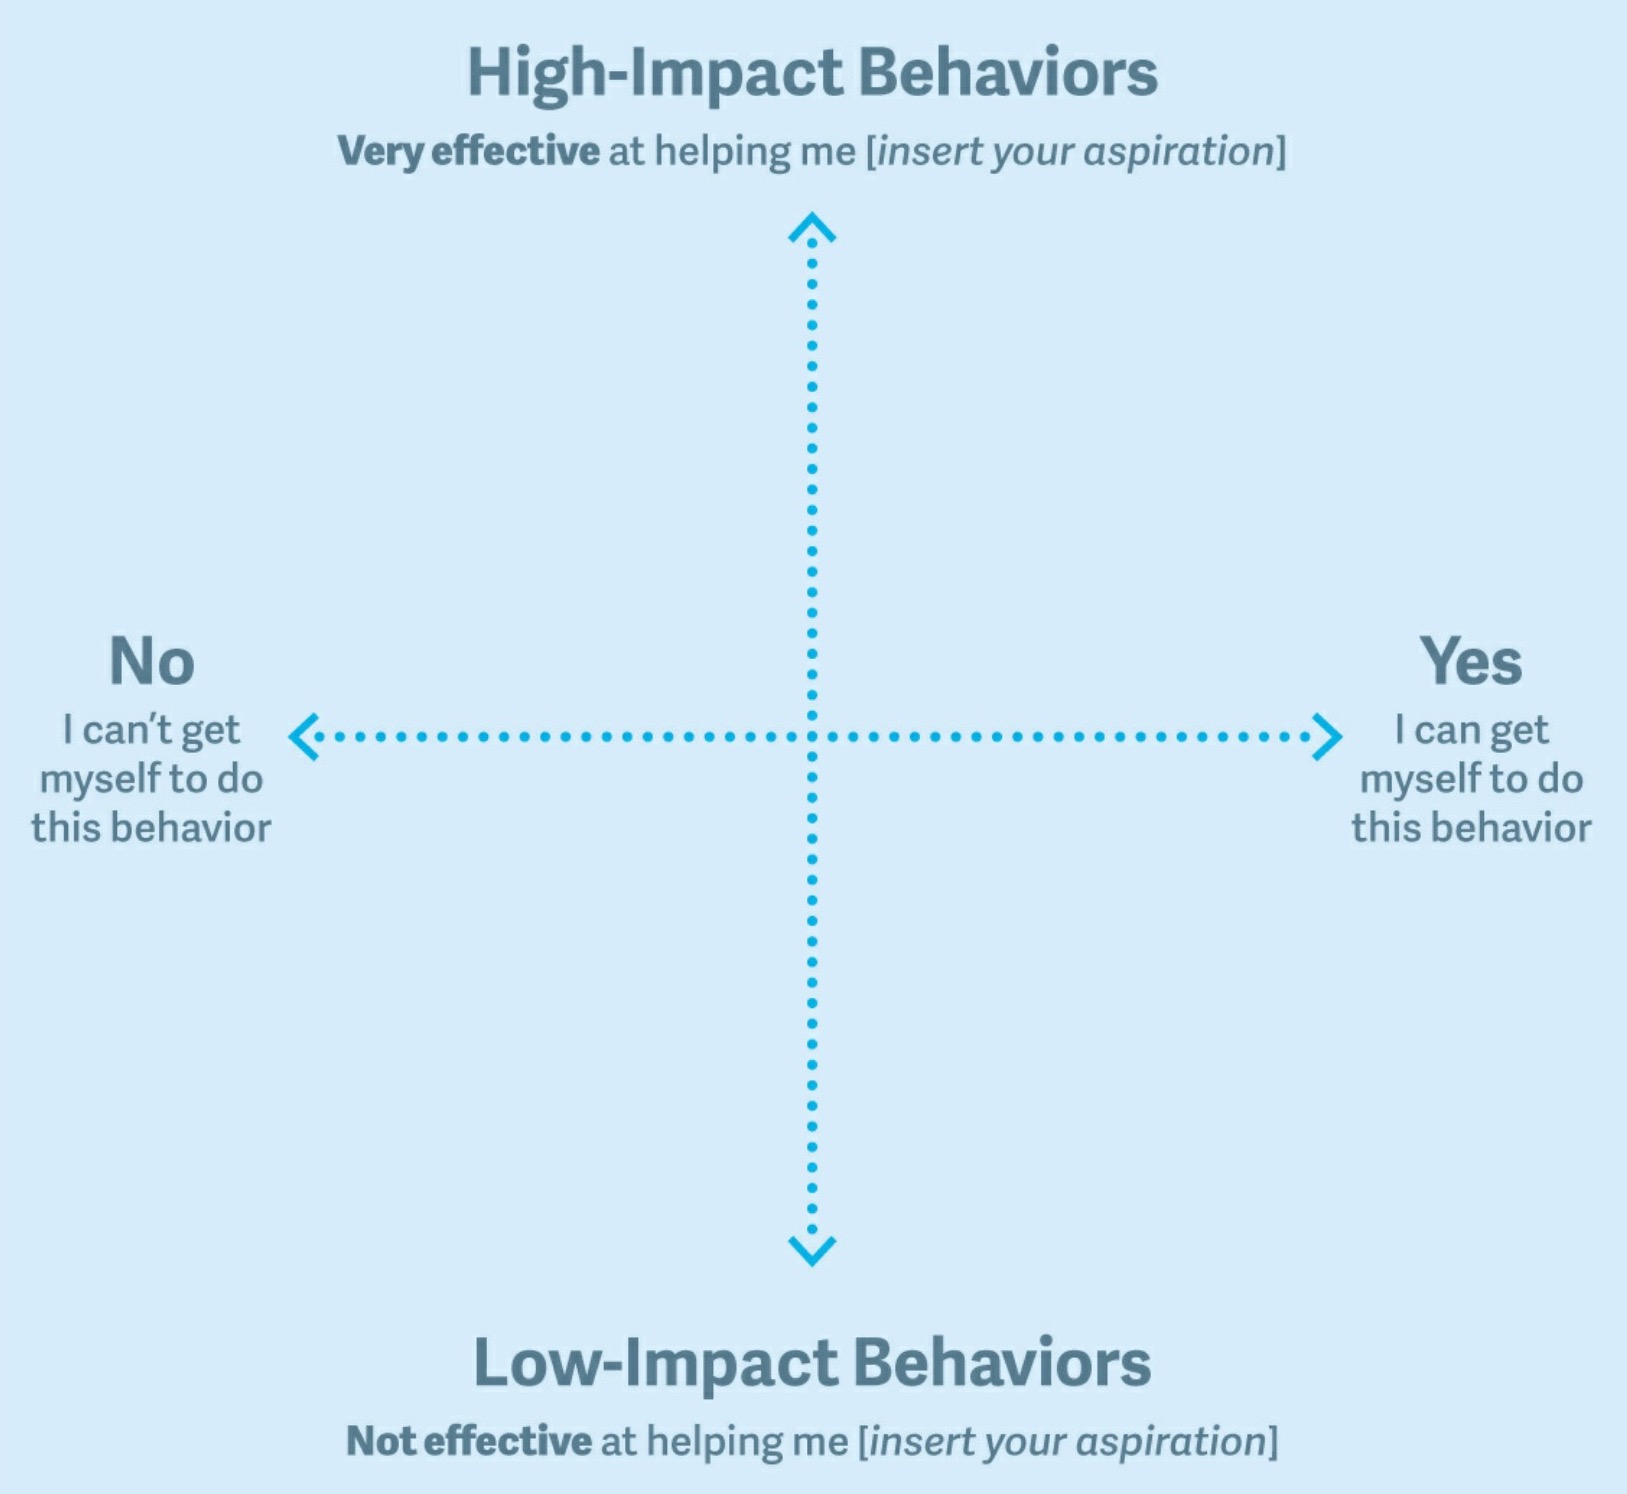 High-Impact Behaviors
Very effective at helping me [insert your aspiration]
No
I can't get
myself to do
this behavior
Yes
I can get
myself to do
this behavior
Low-Impact Behaviors
Not effective at helping me [insert your aspiration]